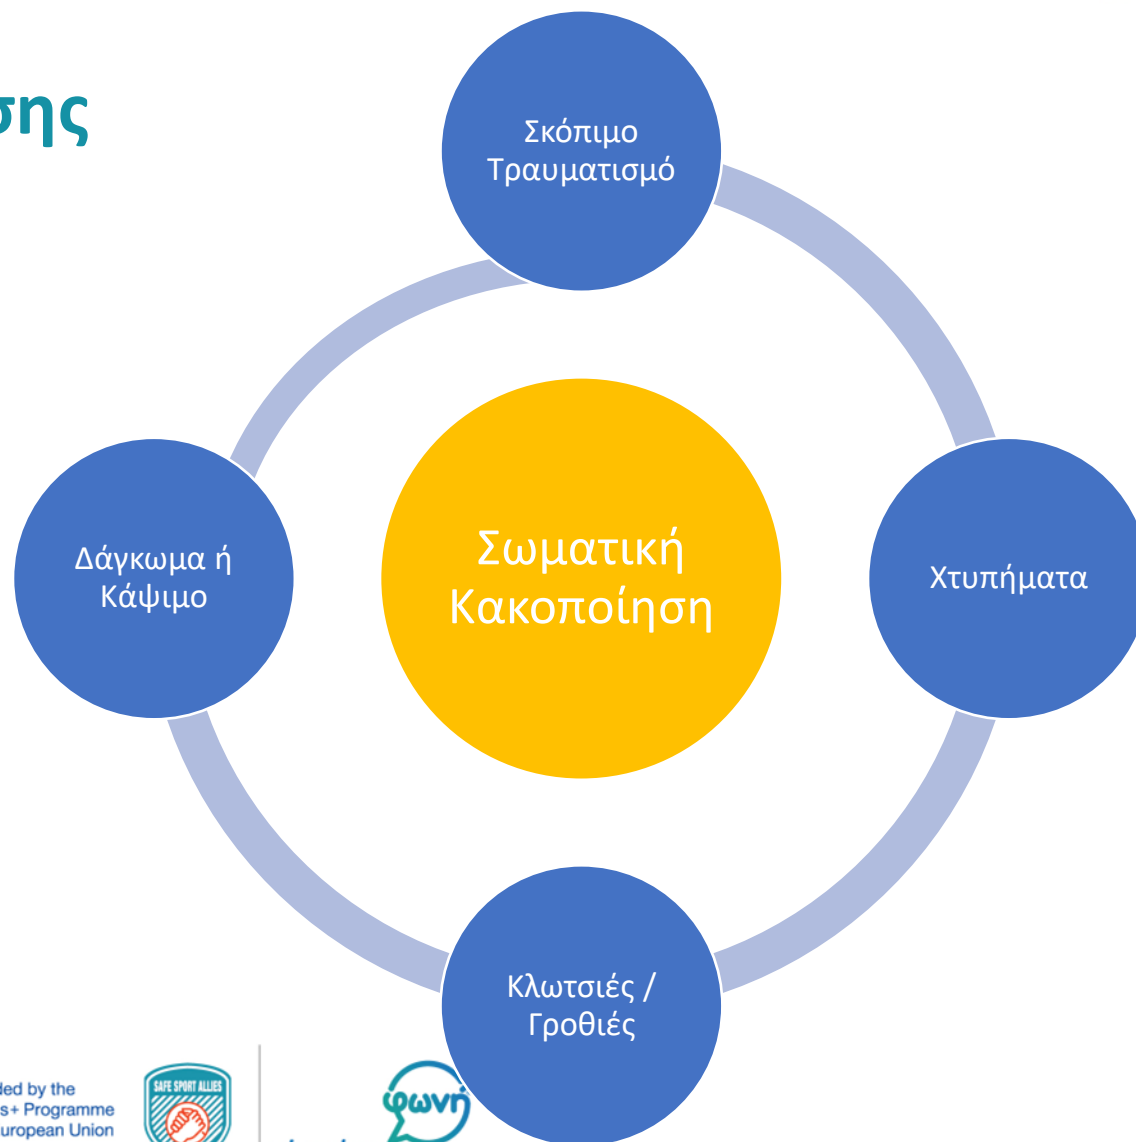 σης
Σκόπιμο
Τραυματισμό
Δάγκωμα ή
Κάψιμο
Σωματική
Κακοποίηση
Χτυπήματα
Κλωτσιές /
Γροθιές
ded by the
s+ Programme
uropean Union
SAFE SPORT ALLIES
φωνή